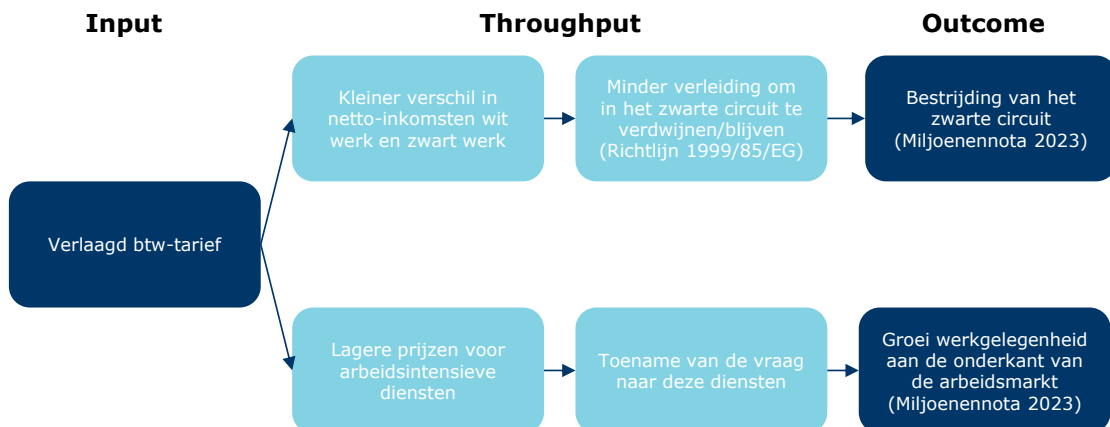 Input
Throughput
Outcome
Kleiner verschil in
netto-inkomsten wit
werk en zwart werk
Minder verleiding om
in het zwarte circuit te
verdwijnen/blijven
(Richtlijn 1999/85/EG)
Bestrijding van het
zwarte circuit
(Miljoenennota 2023)
Verlaagd btw-tarief
Lagere prijzen voor
arbeidsintensieve
diensten
Toename van de vraag
naar deze diensten
Groei werkgelegenheid
aan de onderkant van
de arbeidsmarkt
(Miljoenennota 2023)